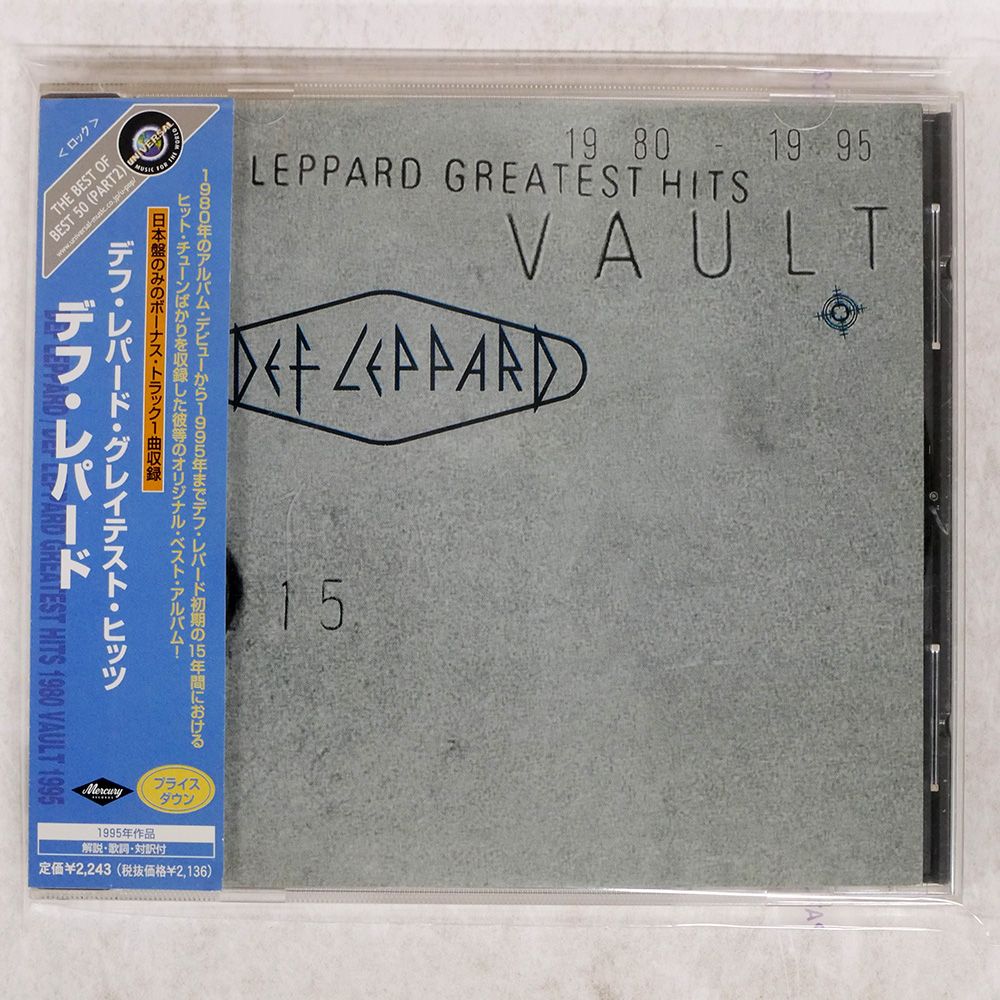 <ロック>
THE BEST OF
BEST 50 (PART2)
www.universal-music.co.jp/u-pop/
UNIVERSAL
MUSIC FOR THE WORLD
1980年のアルバム・デビューから1995年までデフ・レパード初期の15年間における
ヒット・チューンばかりを収録した彼等のオリジナル・ベスト・アルバム!
日本盤のみのボーナス・トラック1曲収録
デフ・レパード・グレイテスト・ヒッツ
デフ・レパード
DEF LEPPARD / DEF LEPPARD GREATEST HITS 1980 VAULT 1995
Mercury
RECORDS
プライス
ダウン
1995年作品
解説・歌詞・対訳付
定価¥2,243 (税抜価格¥2,136)
19 80 - 19 95
LEPPARD GREATEST HITS
VAULT
DEF LEPPARD
15